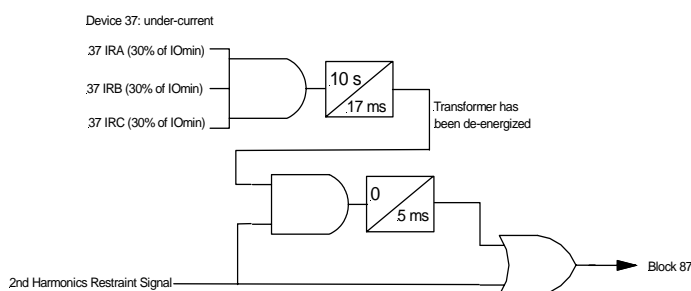 Device 37: under-current
37 IRA (30% of IOmin)
37 IRB (30% of IOmin)
37 IRC (30% of IOmin)
10 s
17 ms
Transformer has
been de-energized
0
5 ms
2nd Harmonics Restraint Signal
Block 87